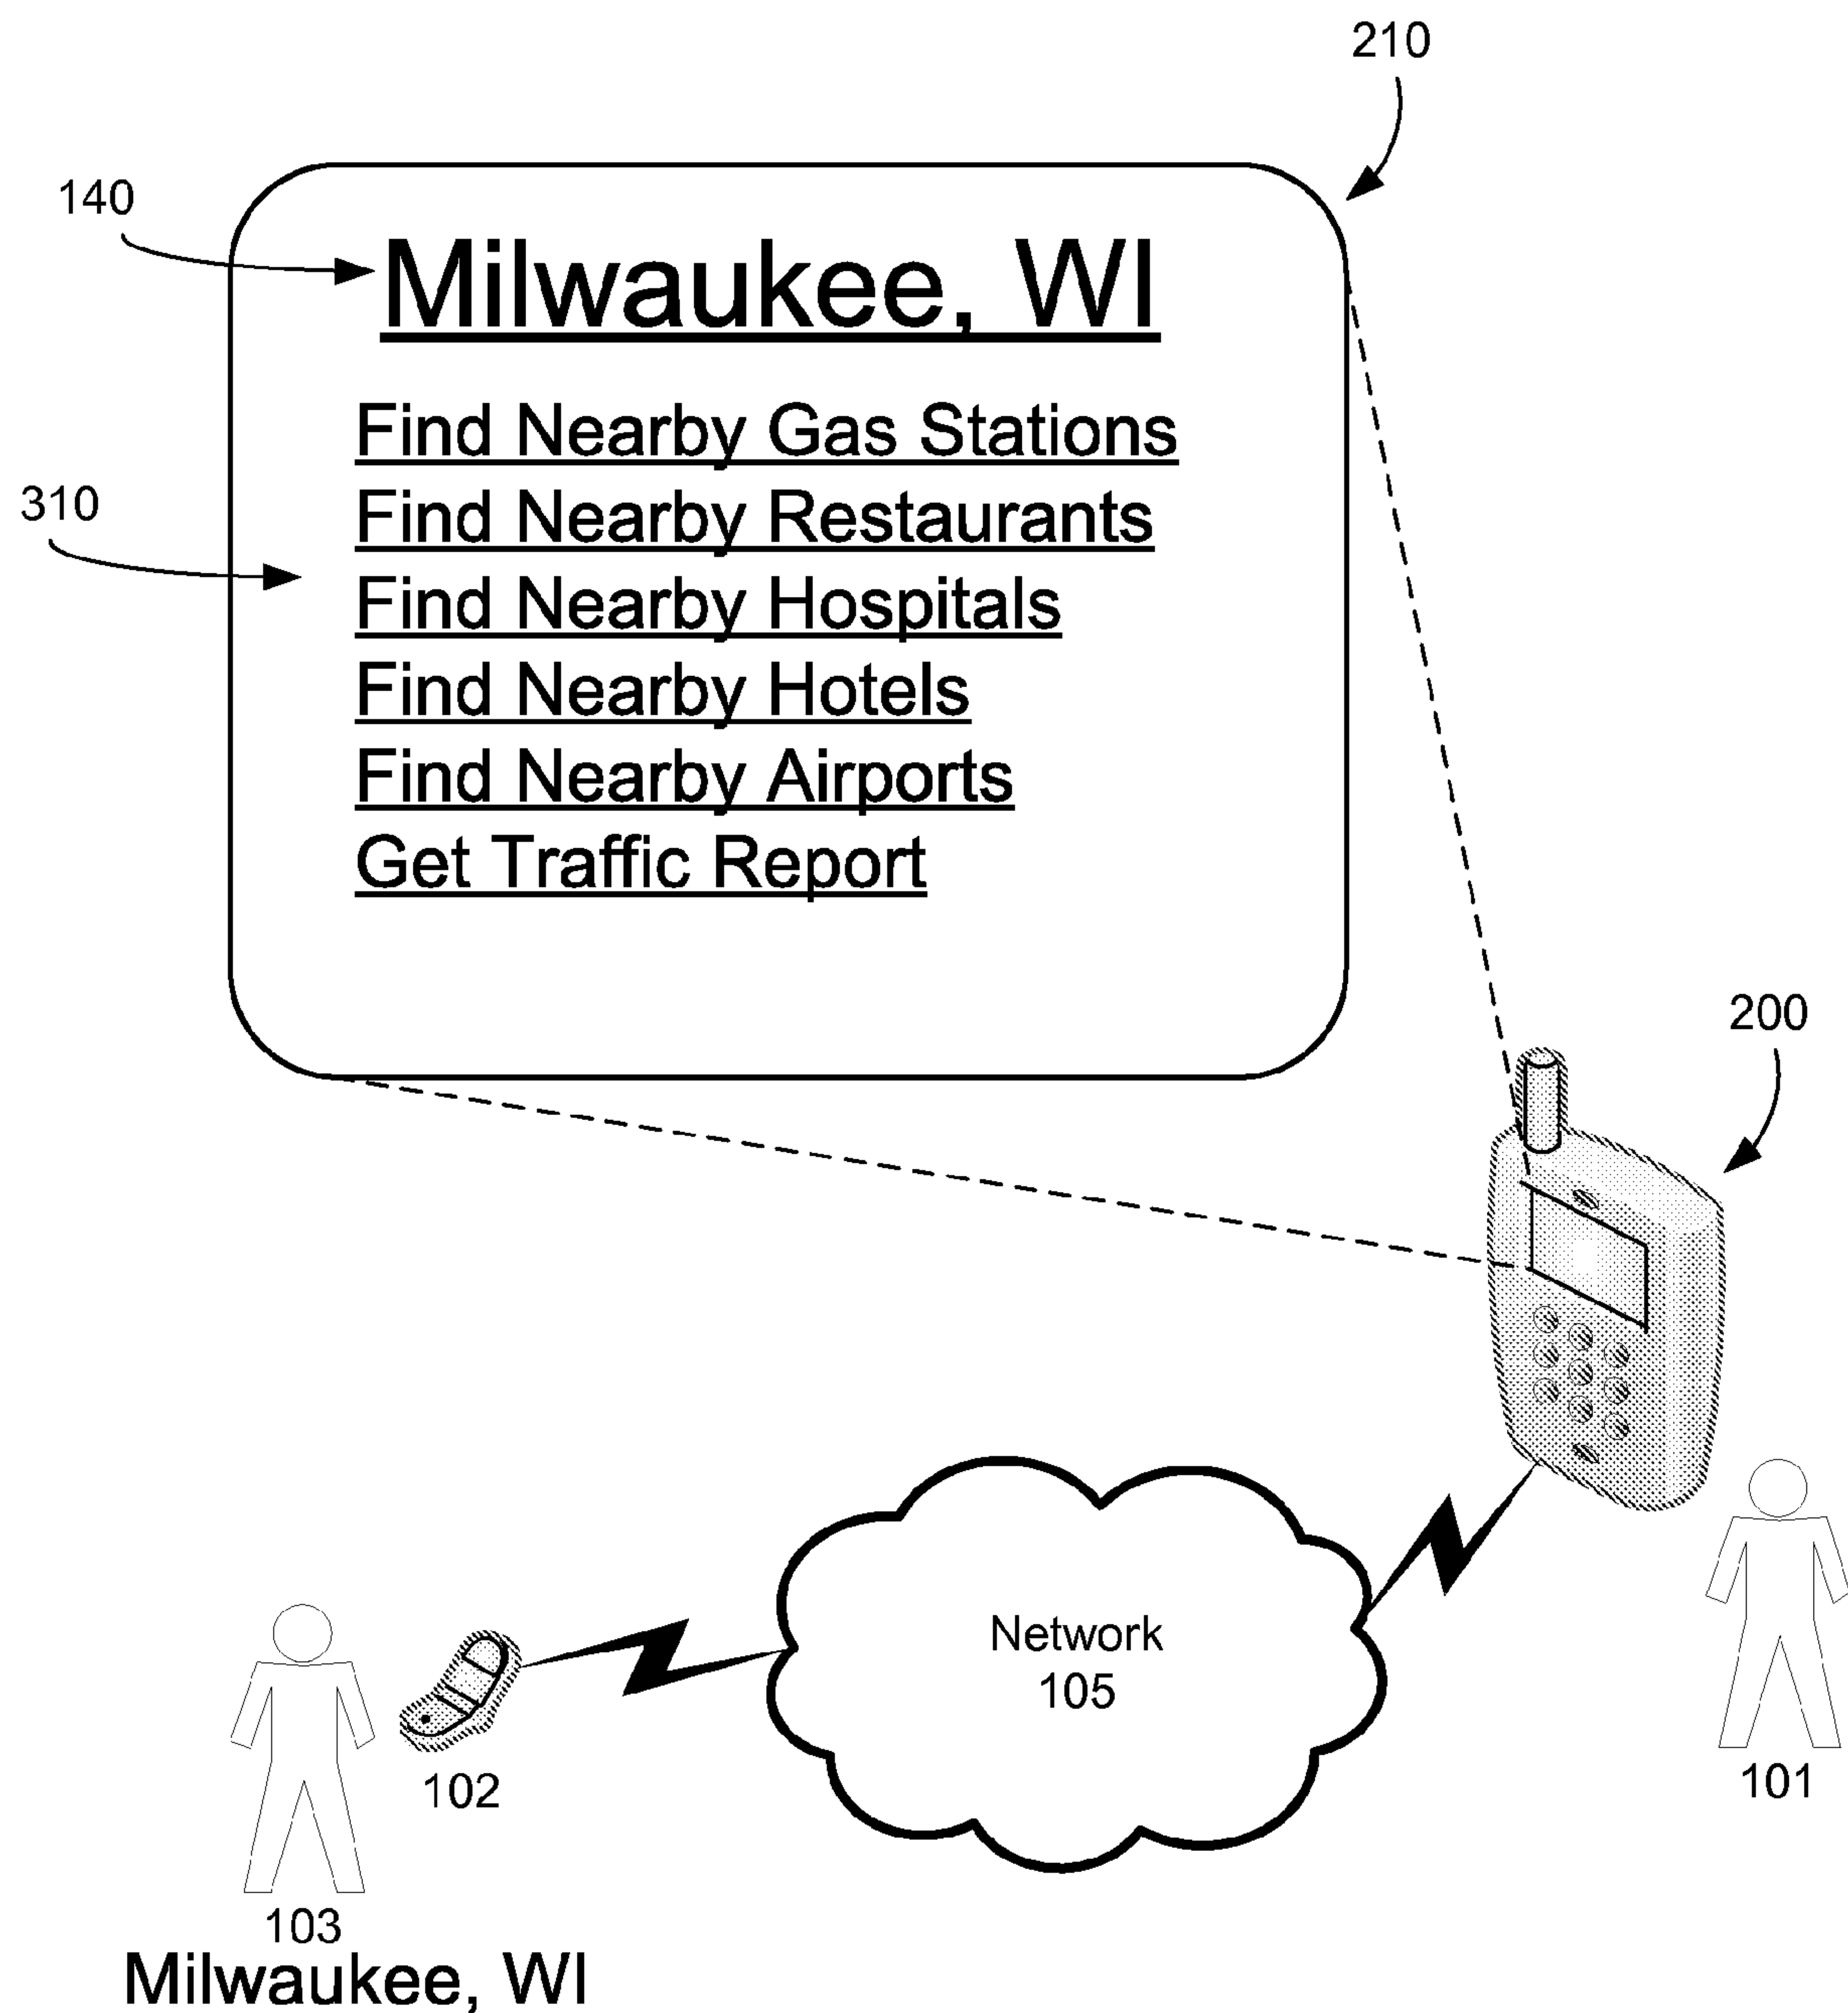 210
140
Milwaukee, WI
Find Nearby Gas Stations
310
Find Nearby Restaurants
Find Nearby Hospitals
Find Nearby Hotels
Find Nearby Airports
Get Traffic Report
200
Network
105
102
101
103
Milwaukee, WI